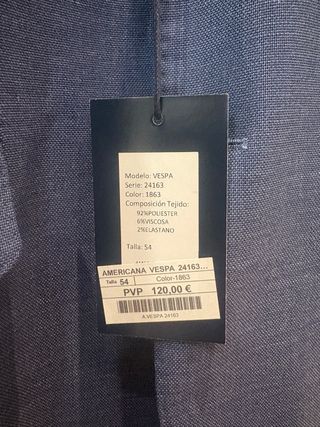 Modelo: VESPA
Serie: 24163
Color: 1863
Composición Tejido:
92%POLIESTER
6%VISCOSA
2%ELASTANO
Talla: 54
AMERICANA VESPA 24163...
Talla 54 Color-1863
PVP 120,00 €
A.VESPA 24163